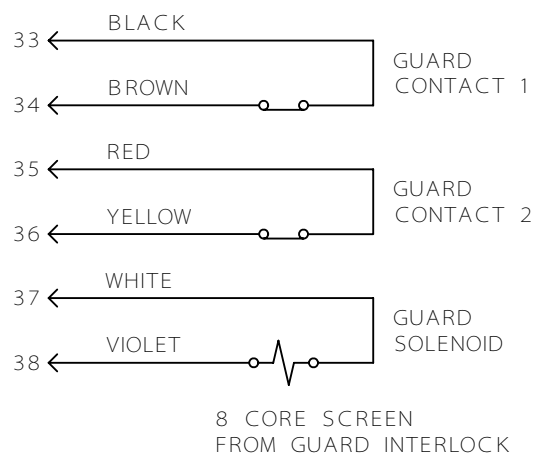 BLACK
33
GUARD
CONTACT 1
BROWN
34
RED
35
GUARD
CONTACT 2
YELLOW
36
WHITE
37
GUARD
SOLENOID
VIOLET
38
8 CORE SCREEN
FROM GUARD INTERLOCK